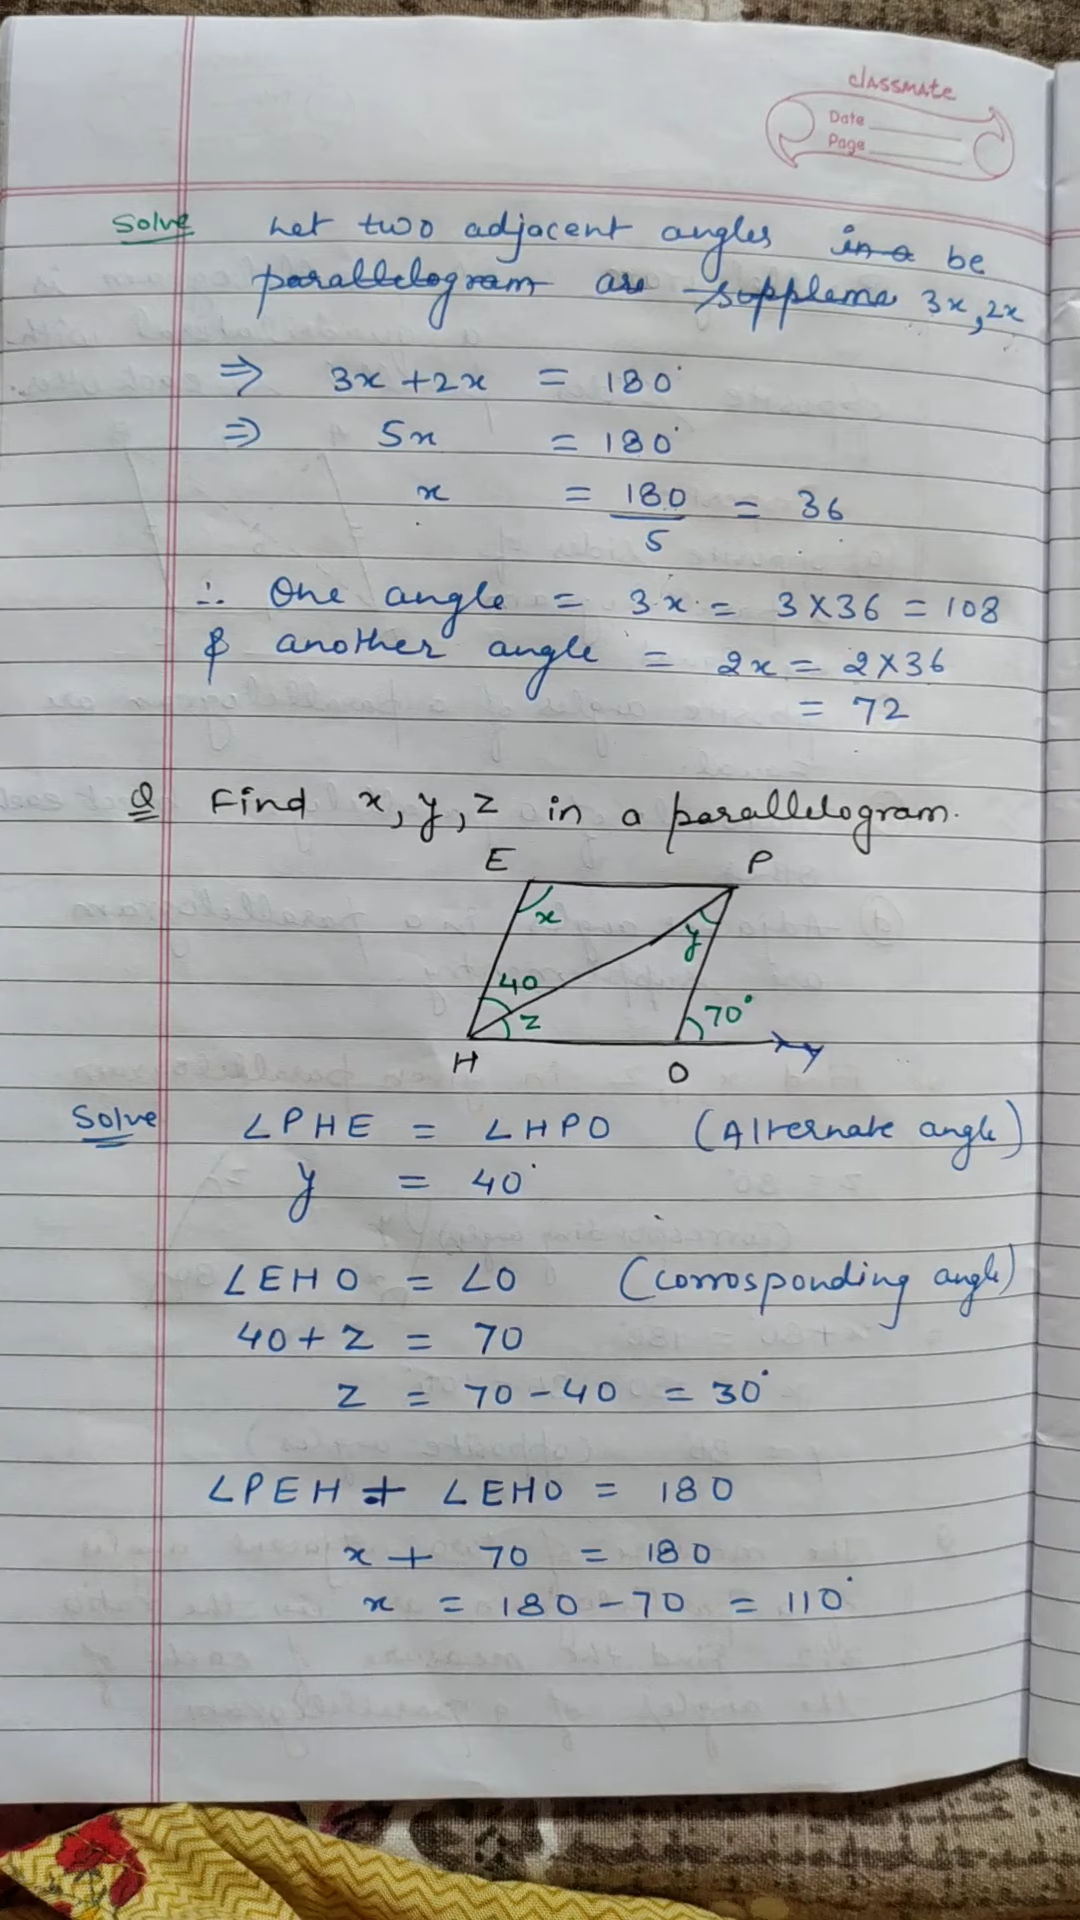 classmate
Date
Page
Solve Let two adjacent angles in a be
parallelogram are suppleme 3x, 2x
⇒ 3x + 2x = 180°
⇒ 5x = 180°
x = 180/5 = 36
∴ One angle = 3x = 3 × 36 = 108
& another angle = 2x = 2 × 36
= 72
Q Find x, y, z in a parallelogram.
E P
x
y
40
z 70°
H O
Solve ∠PHE = ∠HPO (Alternate angle)
y = 40°
∠EHO = ∠O (corrosponding angle)
40 + z = 70
z = 70 - 40 = 30°
∠PEH + ∠EHO = 180
x + 70 = 180
x = 180 - 70 = 110°